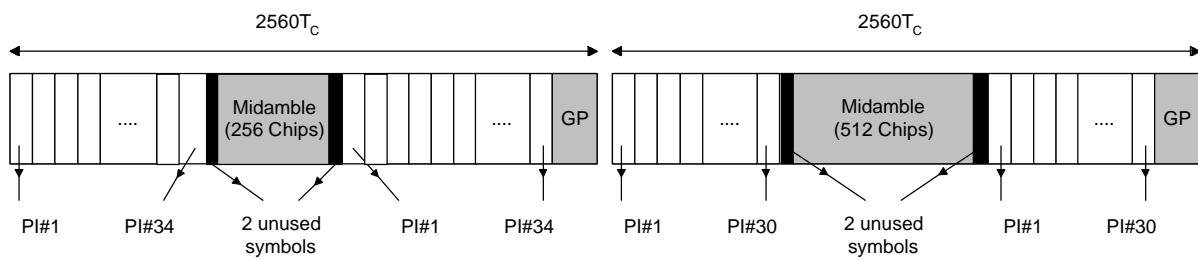 2560T_C 2560T_C
.... Midamble (256 Chips) .... GP .... Midamble (512 Chips) .... GP
PI#1 PI#34 2 unused symbols PI#1 PI#34 PI#1 PI#30 2 unused symbols PI#1 PI#30